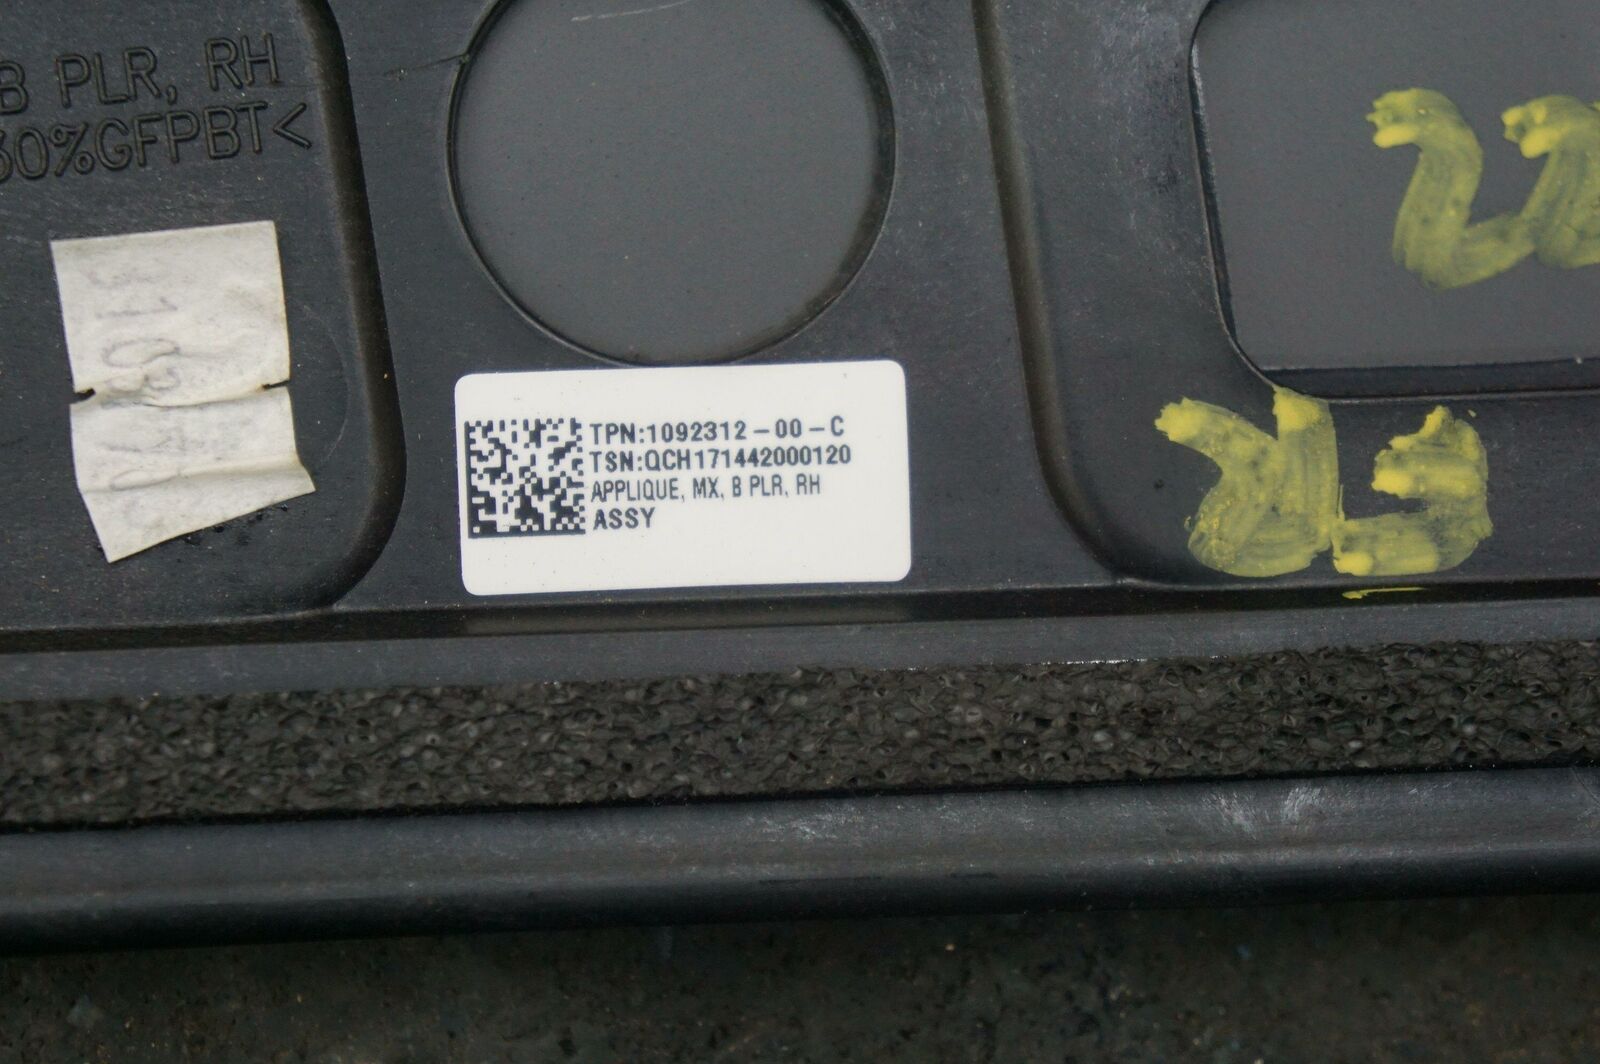 B PLR, RH
30%GFPBT<
TPN:1092312-00-C
TSN:QCH171442000120
APPLIQUE, MX, B PLR, RH
ASSY